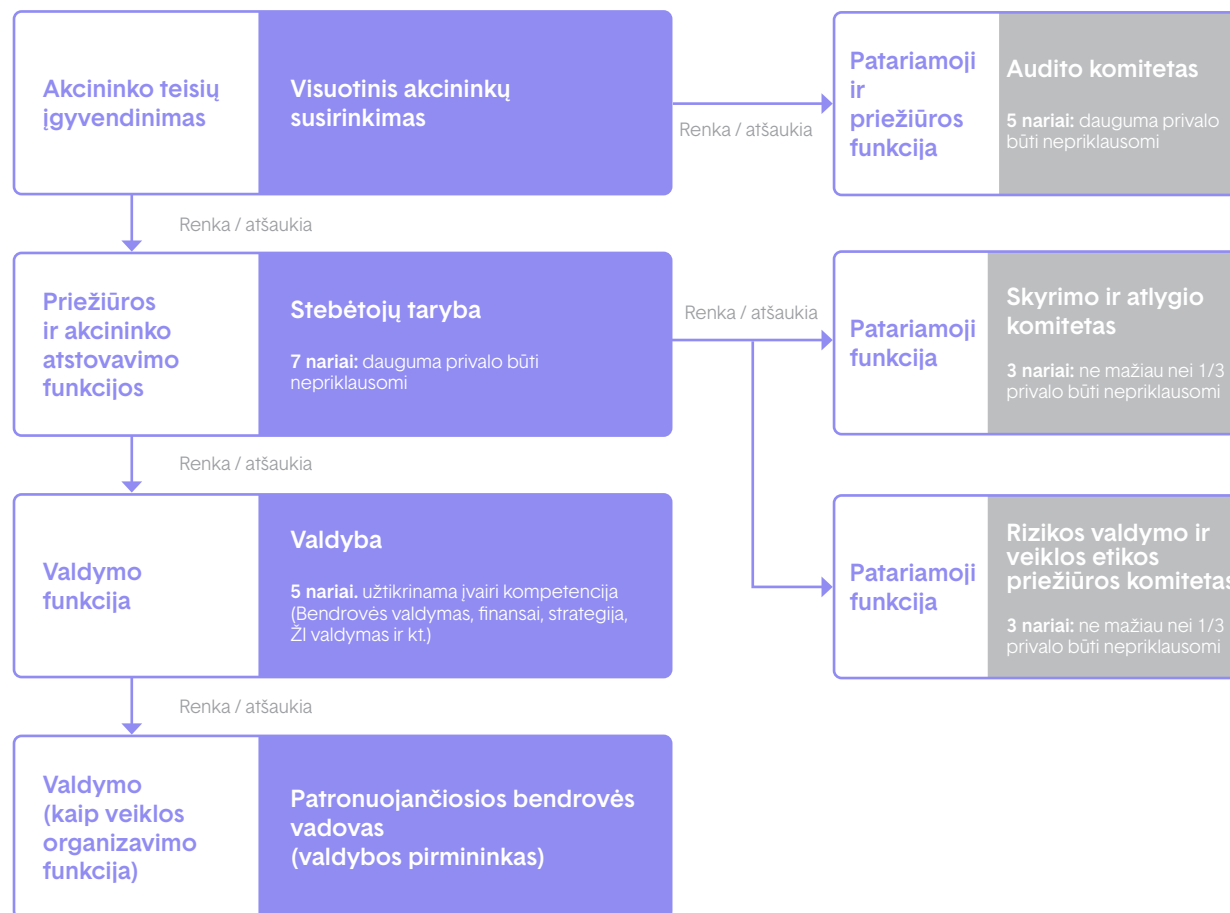 Akcininko teisių
įgyvendinimas
Visuotinis akcininkų
susirinkimas
Renka / atšaukia
Patariamoji
ir
priežiūros
funkcija
Audito komitetas
5 nariai: dauguma privalo
būti nepriklausomi
Renka / atšaukia
Priežiūros
ir akcininko
atstovavimo
funkcijos
Stebėtojų taryba
7 nariai: dauguma privalo būti
nepriklausomi
Renka / atšaukia
Patariamoji
funkcija
Skyrimo ir atlygio
komitetas
3 nariai: ne mažiau nei 1/3
privalo būti nepriklausomi
Renka / atšaukia
Valdymo
funkcija
Valdyba
5 nariai. užtikrinama įvairi kompetencija
(Bendrovės valdymas, finansai, strategija,
ŽI valdymas ir kt.)
Patariamoji
funkcija
Rizikos valdymo ir
veiklos etikos
priežiūros komitetas
3 nariai: ne mažiau nei 1/3
privalo būti nepriklausomi
Renka / atšaukia
Valdymo
(kaip veiklos
organizavimo
funkcija)
Patronuojančiosios bendrovės
vadovas
(valdybos pirmininkas)